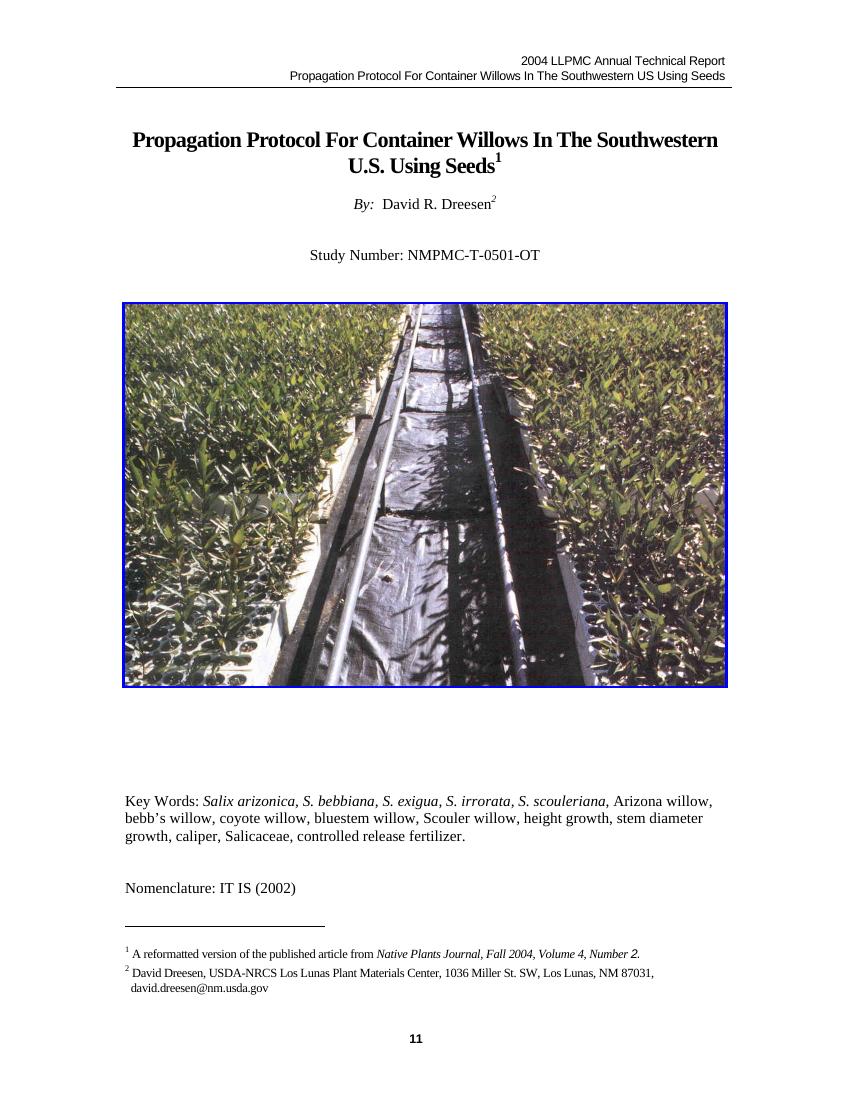 2004 LLPMC Annual Technical Report
Propagation Protocol For Container Willows In The Southwestern US Using Seeds
Propagation Protocol For Container Willows In The Southwestern
U.S. Using Seeds1
By: David R. Dreesen2
Study Number: NMPMC-T-0501-OT
Key Words: Salix arizonica, S. bebbiana, S. exigua, S. irrorata, S. scouleriana, Arizona willow,
bebb's willow, coyote willow, bluestem willow, Scouler willow, height growth, stem diameter
growth, caliper, Salicaceae, controlled release fertilizer.
Nomenclature: IT IS (2002)
1 A reformatted version of the published article from Native Plants Journal, Fall 2004, Volume 4, Number 2.
2 David Dreesen, USDA-NRCS Los Lunas Plant Materials Center, 1036 Miller St. SW, Los Lunas, NM 87031,
david.dreesen@nm.usda.gov
11